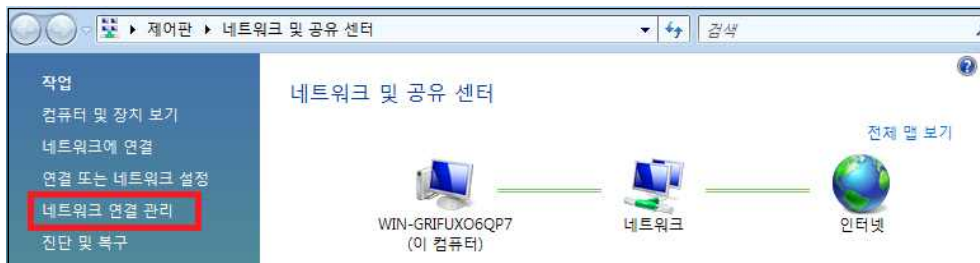 제어판 ▸ 네트워크 및 공유 센터
검색
작업
컴퓨터 및 장치 보기
네트워크에 연결
연결 또는 네트워크 설정
네트워크 연결 관리
진단 및 복구
네트워크 및 공유 센터
전체 맵 보기
WIN-GRIFUXO6QP7
(이 컴퓨터)
네트워크
인터넷